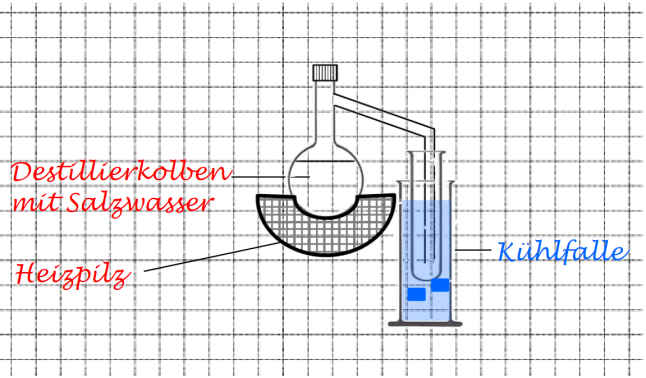 Destillierkolben
mit Salzwasser
Heizpilz
Kühlfalle